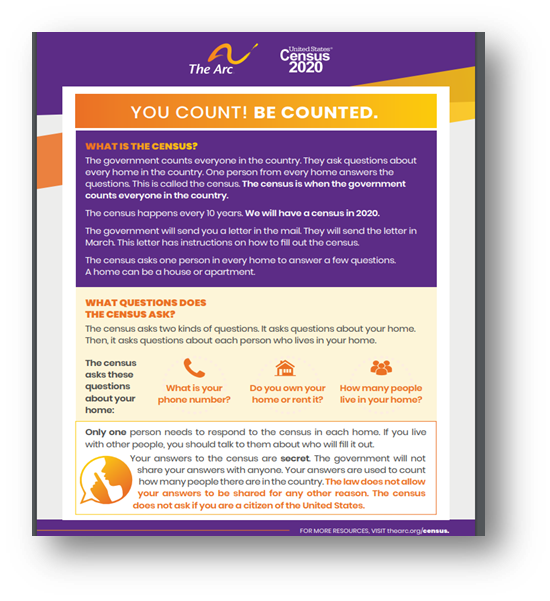 The Arc
United States®
Census
2020
YOU COUNT! BE COUNTED.
WHAT IS THE CENSUS?
The government counts everyone in the country. They ask questions about
every home in the country. One person from every home answers the
questions. This is called the census. The census is when the government
counts everyone in the country.
The census happens every 10 years. We will have a census in 2020.
The government will send you a letter in the mail. They will send the letter in
March. This letter has instructions on how to fill out the census.
The census asks one person in every home to answer a few questions.
A home can be a house or apartment.
WHAT QUESTIONS DOES
THE CENSUS ASK?
The census asks two kinds of questions. It asks questions about your home.
Then, it asks questions about each person who lives in your home.
The census
asks these
questions
about your
home:
What is your
phone number?
Do you own your
home or rent it?
How many people
live in your home?
Only one person needs to respond to the census in each home. If you live
with other people, you should talk to them about who will fill it out.
Your answers to the census are secret. The government will not
share your answers with anyone. Your answers are used to count
how many people there are in the country. The law does not allow
your answers to be shared for any other reason. The census
does not ask if you are a citizen of the United States.
FOR MORE RESOURCES, VISIT thearc.org/census.